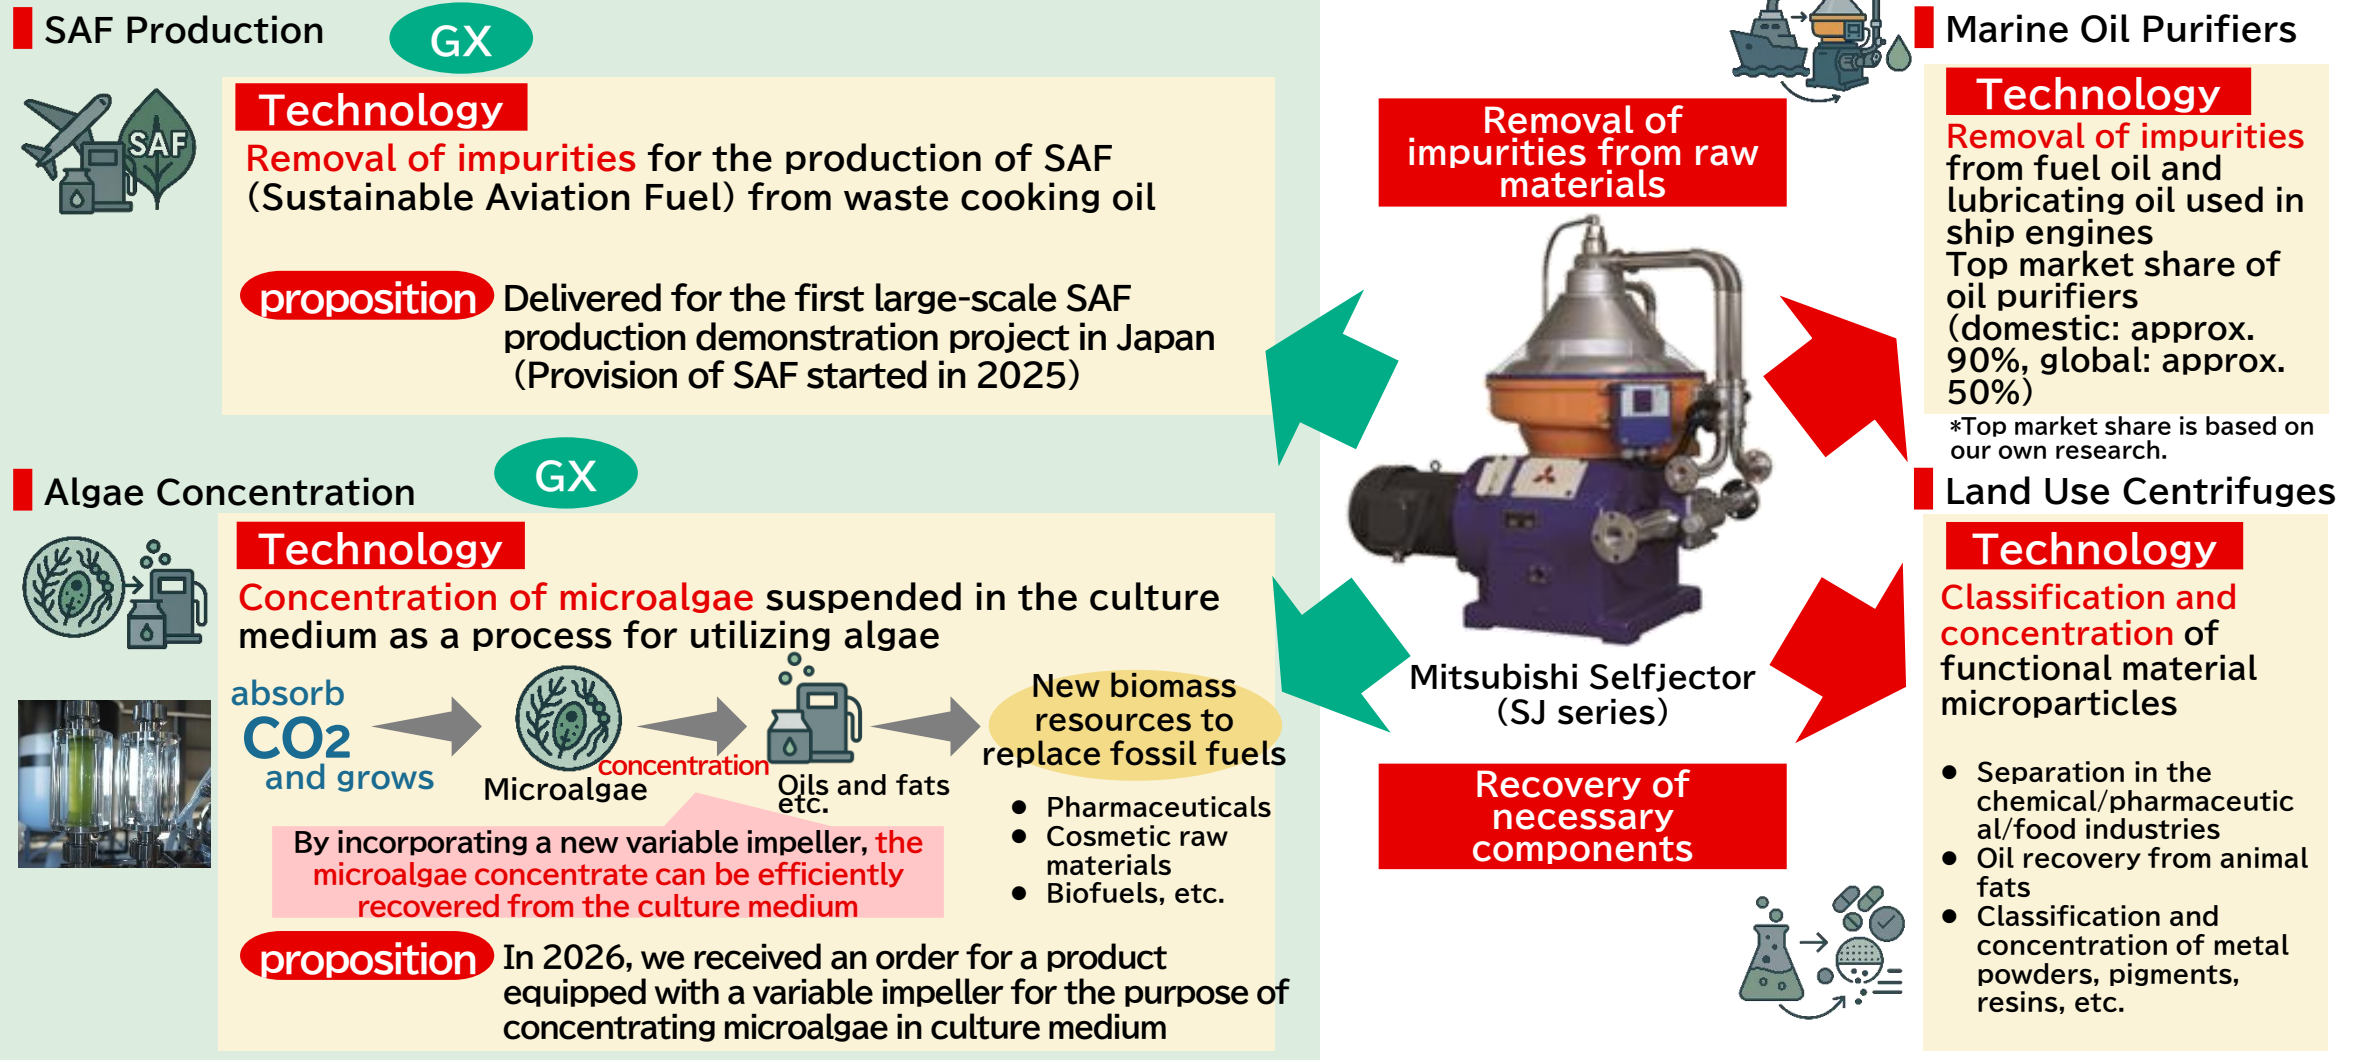 SAF Production
GX
SAF
Technology
Removal of impurities for the production of SAF
(Sustainable Aviation Fuel) from waste cooking oil
proposition
Delivered for the first large-scale SAF
production demonstration project in Japan
(Provision of SAF started in 2025)
Algae Concentration
GX
Technology
Concentration of microalgae suspended in the culture
medium as a process for utilizing algae
absorb
CO2
and grows
Microalgae
concentration
Oils and fats
etc.
New biomass
resources to
replace fossil fuels
● Pharmaceuticals
● Cosmetic raw
materials
● Biofuels, etc.
By incorporating a new variable impeller, the
microalgae concentrate can be efficiently
recovered from the culture medium
proposition
In 2026, we received an order for a product
equipped with a variable impeller for the purpose of
concentrating microalgae in culture medium
Removal of
impurities from raw
materials
Mitsubishi Selfjector
(SJ series)
Recovery of
necessary
components
Marine Oil Purifiers
Technology
Removal of impurities
from fuel oil and
lubricating oil used in
ship engines
Top market share of
oil purifiers
(domestic: approx.
90%, global: approx.
50%)
*Top market share is based on
our own research.
Land Use Centrifuges
Technology
Classification and
concentration of
functional material
microparticles
● Separation in the
chemical/pharmaceutic
al/food industries
● Oil recovery from animal
fats
● Classification and
concentration of metal
powders, pigments,
resins, etc.